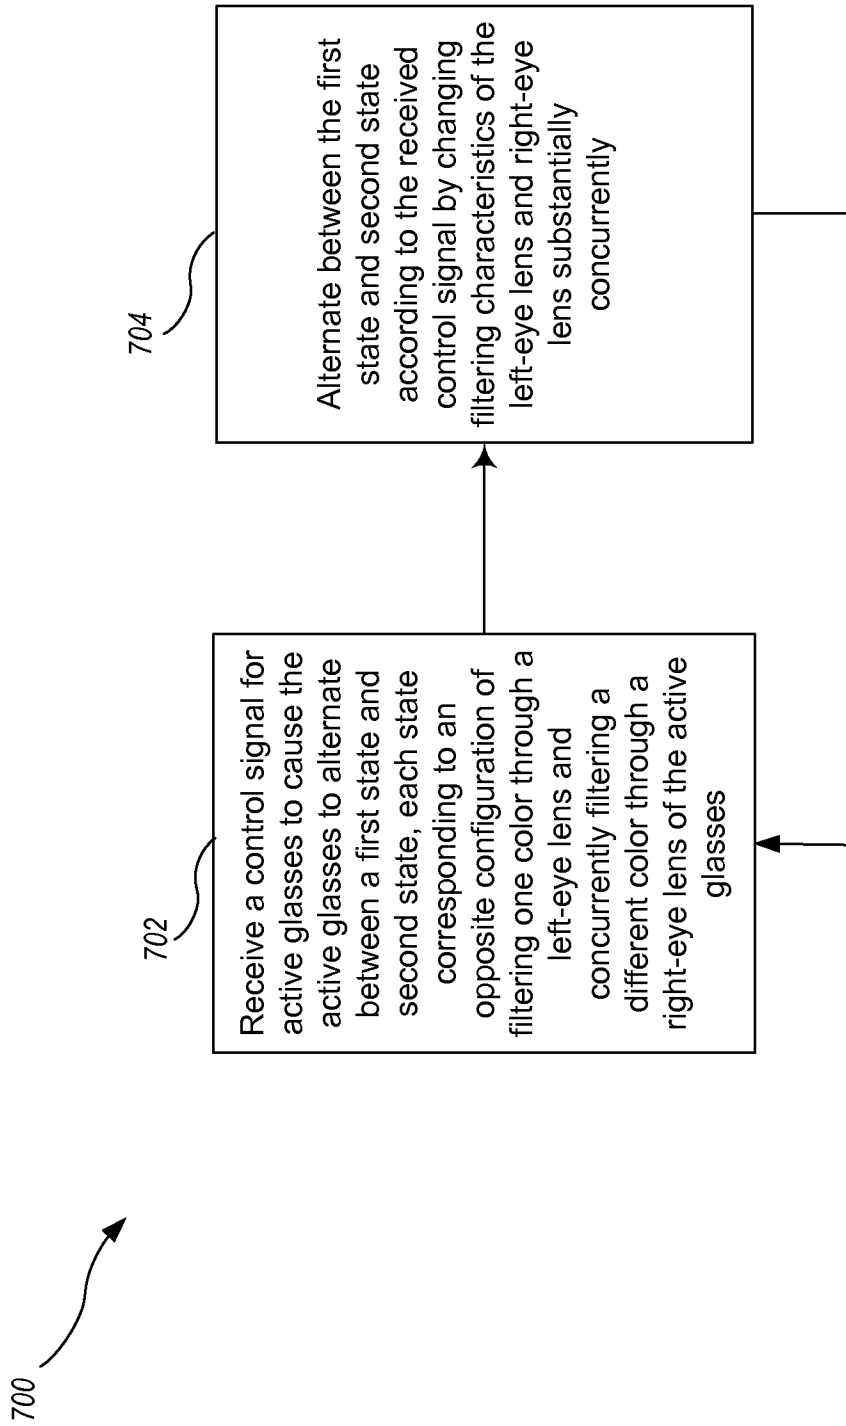 700
702
Receive a control signal for
active glasses to cause the
active glasses to alternate
between a first state and
second state, each state
corresponding to an
opposite configuration of
filtering one color through a
left-eye lens and
concurrently filtering a
different color through a
right-eye lens of the active
glasses
704
Alternate between the first
state and second state
according to the received
control signal by changing
filtering characteristics of the
left-eye lens and right-eye
lens substantially
concurrently